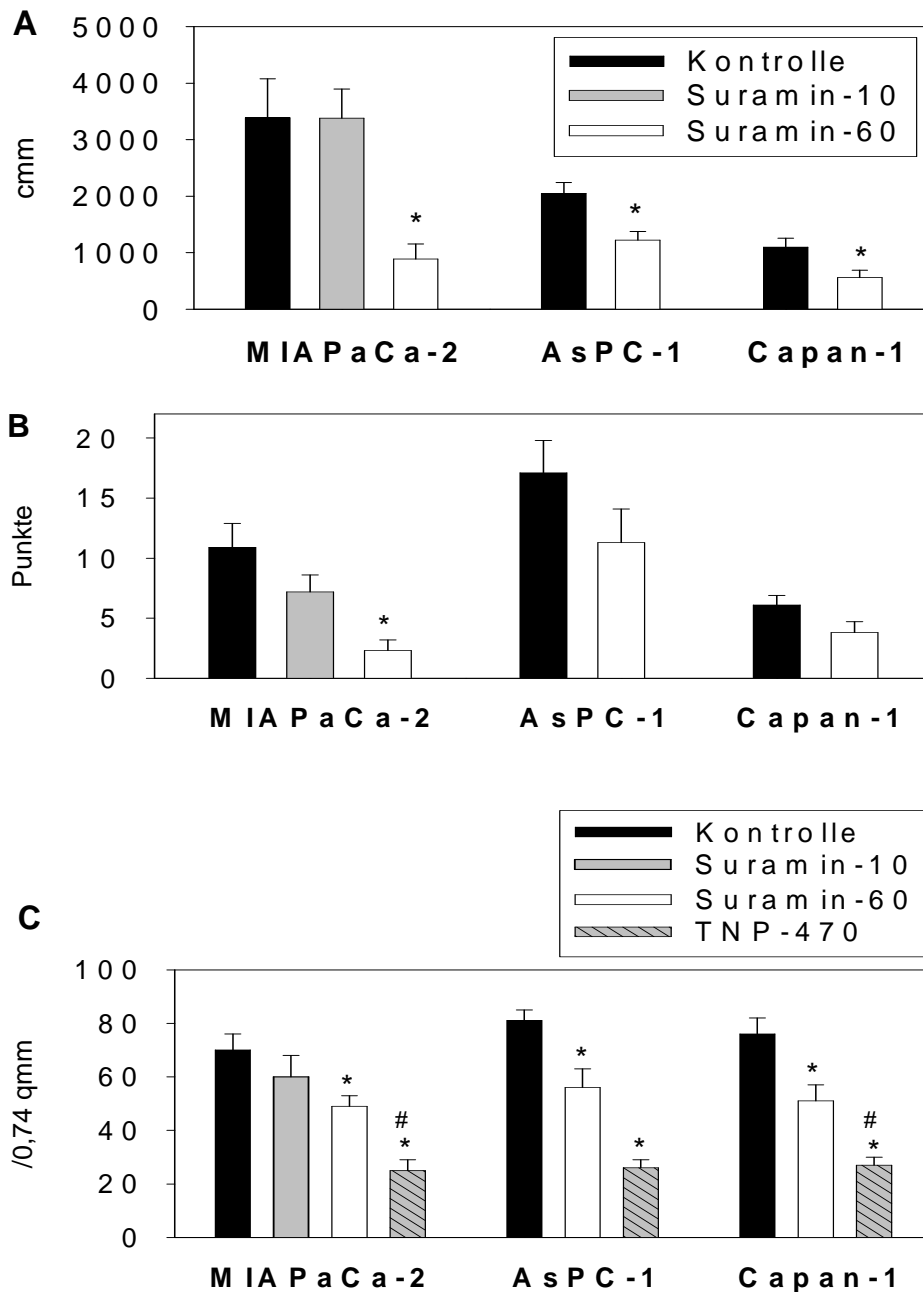 A
cmm
5000
4000
3000
2000
1000
0
Kontrolle
Suramin-10
Suramin-60
*
*
*
MIAPaCa-2 AsPC-1 Capan-1
B
Punkte
20
15
10
5
0
*
MIAPaCa-2 AsPC-1 Capan-1
Kontrolle
Suramin-10
Suramin-60
TNP-470
C
/0,74 qmm
100
80
60
40
20
0
* # * * * * # *
MIAPaCa-2 AsPC-1 Capan-1